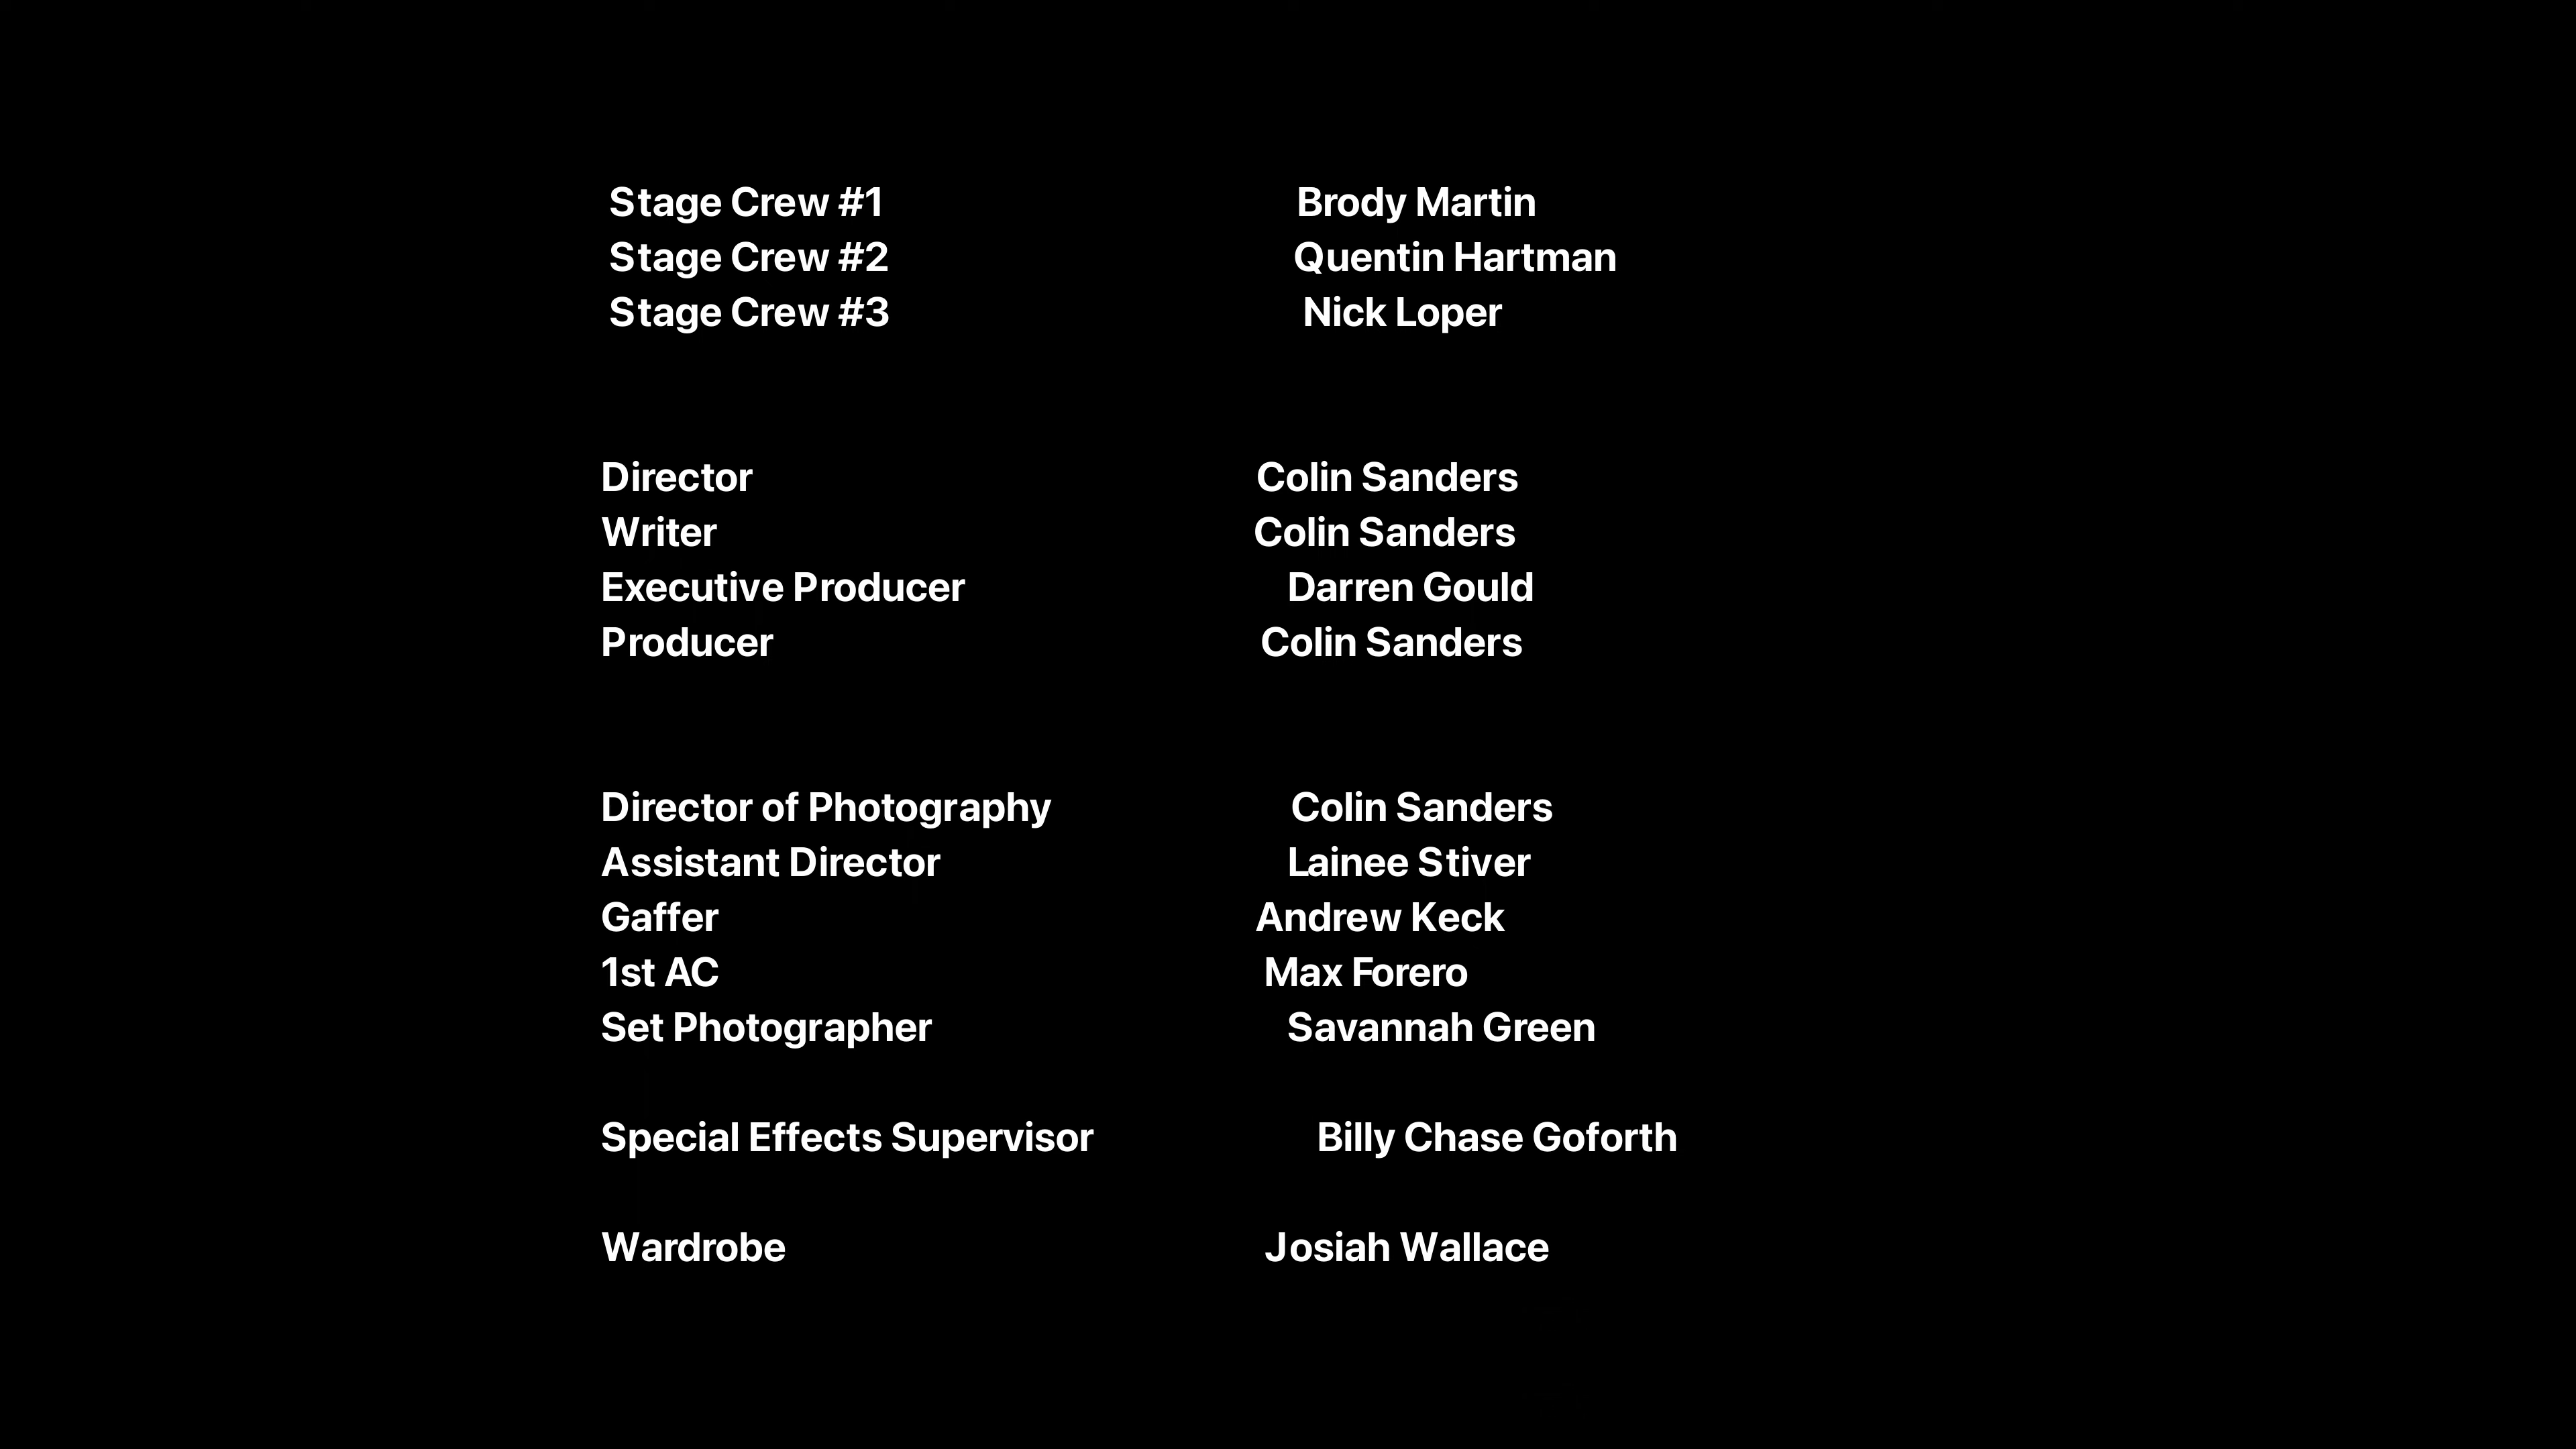 Stage Crew #1 Brody Martin
Stage Crew #2 Quentin Hartman
Stage Crew #3 Nick Loper
Director Colin Sanders
Writer Colin Sanders
Executive Producer Darren Gould
Producer Colin Sanders
Director of Photography Colin Sanders
Assistant Director Lainee Stiver
Gaffer Andrew Keck
1st AC Max Forero
Set Photographer Savannah Green
Special Effects Supervisor Billy Chase Goforth
Wardrobe Josiah Wallace